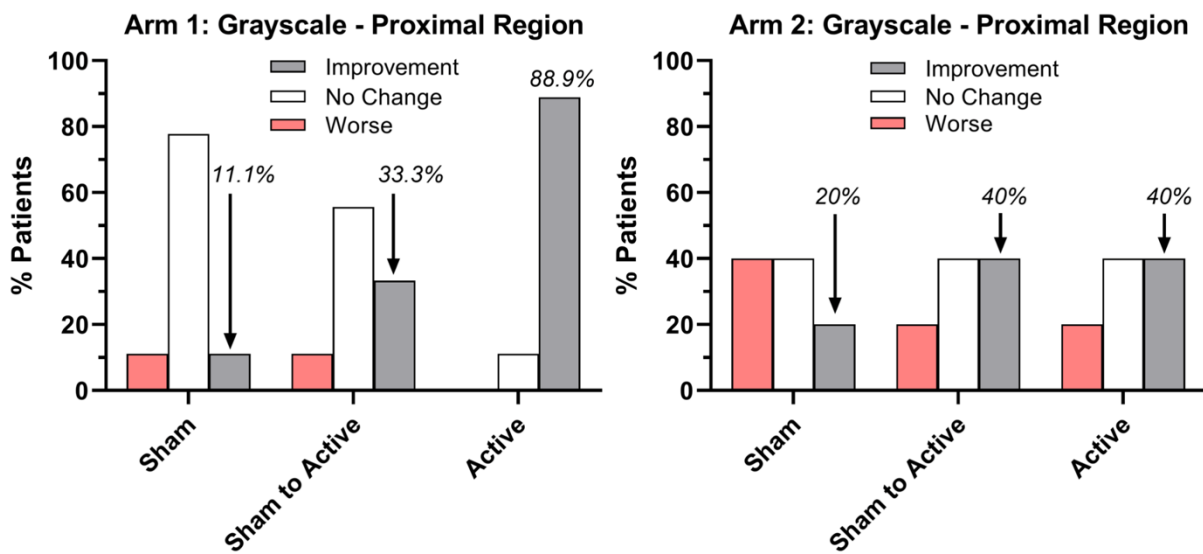 Arm 1: Grayscale - Proximal Region
% Patients
100
80
60
40
20
0
Improvement
No Change
Worse
11.1%
33.3%
88.9%
Sham
Sham to Active
Active
Arm 2: Grayscale - Proximal Region
% Patients
100
80
60
40
20
0
Improvement
No Change
Worse
20%
40%
40%
Sham
Sham to Active
Active